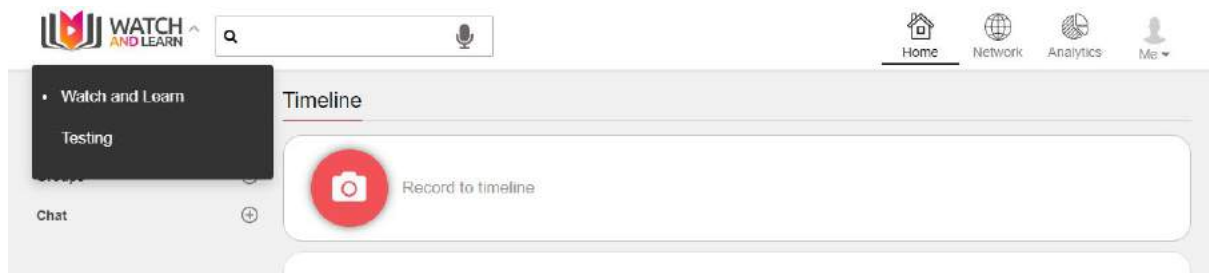 WATCH
AND LEARN
Home
Network
Analytics
Me
• Watch and Learn
Testing
Timeline
Record to timeline
Chat